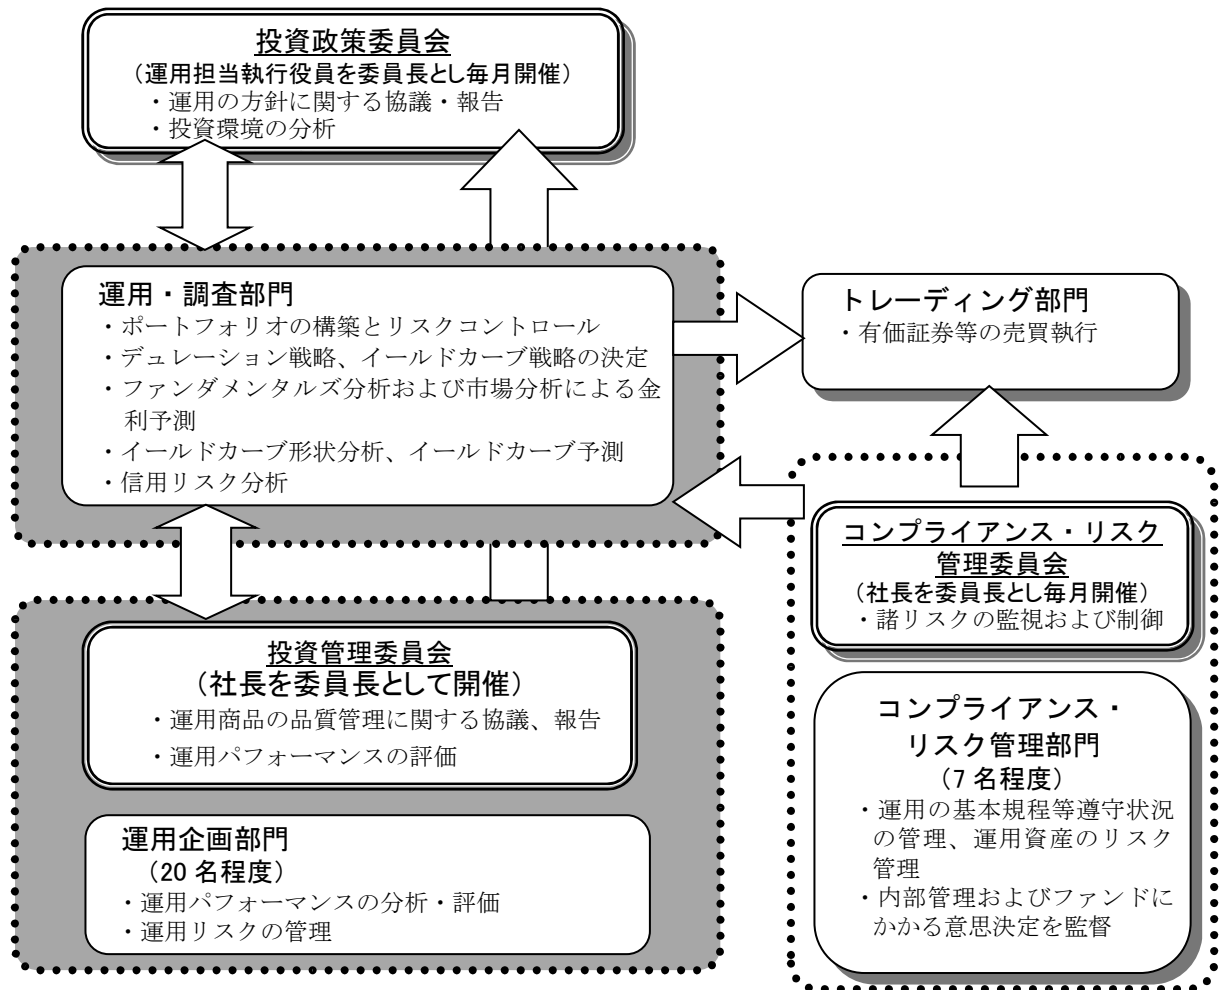 投資政策委員会
（運用担当執行役員を委員長とし毎月開催）
・運用の方針に関する協議・報告
・投資環境の分析
運用・調査部門
・ポートフォリオの構築とリスクコントロール
・デュレーション戦略、イールドカーブ戦略の決定
・ファンダメンタルズ分析および市場分析による金
利予測
・イールドカーブ形状分析、イールドカーブ予測
・信用リスク分析
トレーディング部門
・有価証券等の売買執行
投資管理委員会
（社長を委員長として開催）
・運用商品の品質管理に関する協議、報告
・運用パフォーマンスの評価
運用企画部門
（20 名程度）
・運用パフォーマンスの分析・評価
・運用リスクの管理
コンプライアンス・リスク
管理委員会
（社長を委員長とし毎月開催）
・諸リスクの監視および制御
コンプライアンス・
リスク管理部門
（7 名程度）
・運用の基本規程等遵守状況
の管理、運用資産のリスク
管理
・内部管理およびファンドに
かかる意思決定を監督